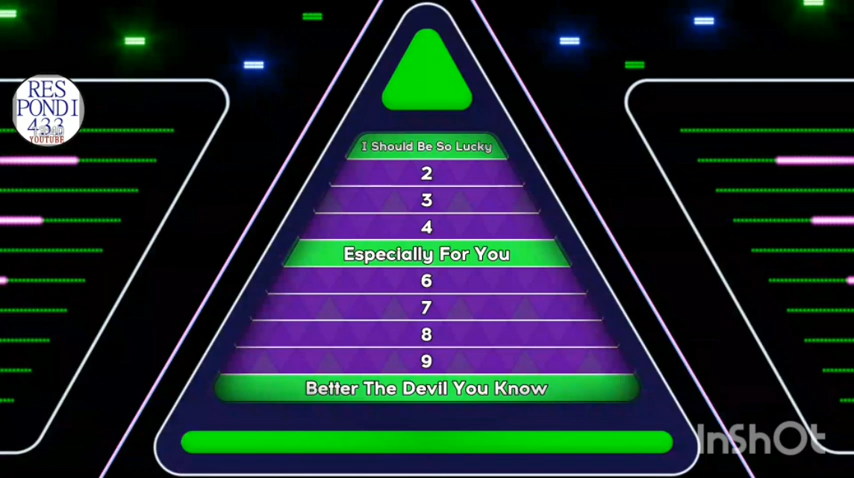 RES
PONDI
433
YOUTUBE
I Should Be So Lucky
2
3
4
Especially For You
6
7
8
9
Better The Devil You Know
InShOt